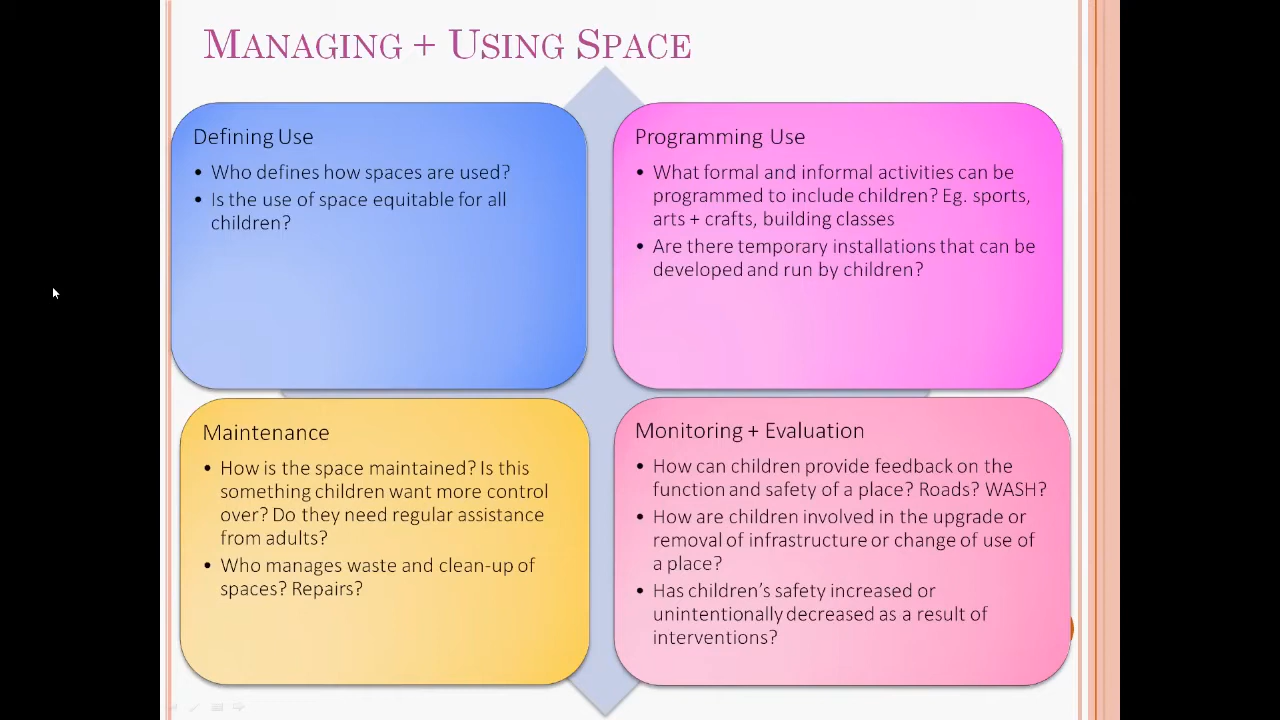 MANAGING + USING SPACE
Defining Use
• Who defines how spaces are used?
• Is the use of space equitable for all
children?
Programming Use
• What formal and informal activities can be
programmed to include children? Eg. sports,
arts + crafts, building classes
• Are there temporary installations that can be
developed and run by children?
Maintenance
• How is the space maintained? Is this
something children want more control
over? Do they need regular assistance
from adults?
• Who manages waste and clean-up of
spaces? Repairs?
Monitoring + Evaluation
• How can children provide feedback on the
function and safety of a place? Roads? WASH?
• How are children involved in the upgrade or
removal of infrastructure or change of use of
a place?
• Has children’s safety increased or
unintentionally decreased as a result of
interventions?